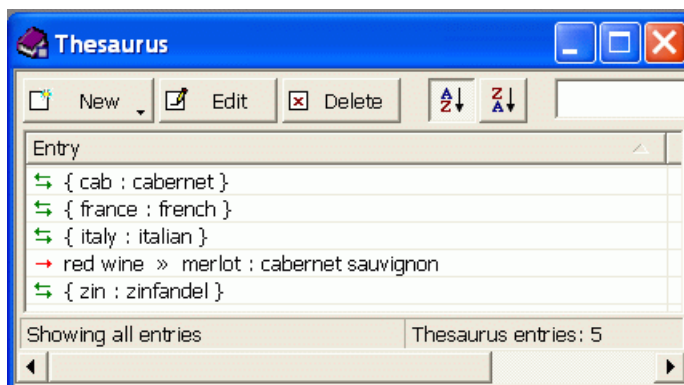 Thesaurus
New Edit Delete A Z Z A
Entry
{ cab : cabernet }
{ france : french }
{ italy : italian }
red wine » merlot : cabernet sauvignon
{ zin : zinfandel }
Showing all entries Thesaurus entries: 5